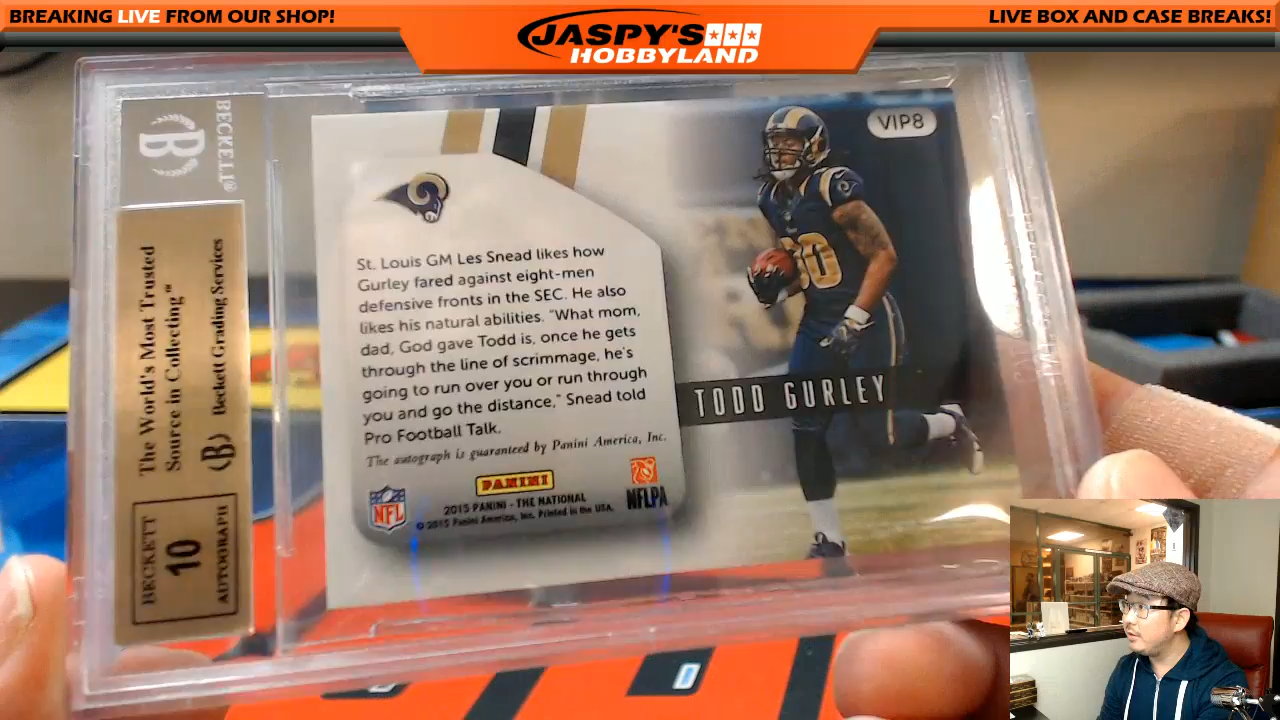 BREAKING LIVE FROM OUR SHOP!
JASPY'S
HOBBYLAND
LIVE BOX AND CASE BREAKS!
BECKETT®
B
The World's Most Trusted
Source in Collecting™
B
Beckett Grading Services
BECKETT
10
AUTOGRAPH
VIP8
St. Louis GM Les Snead likes how
Gurley fared against eight-men
defensive fronts in the SEC. He also
likes his natural abilities. "What mom,
dad, God gave Todd is, once he gets
through the line of scrimmage, he's
going to run over you or run through
you and go the distance," Snead told
Pro Football Talk.
The autograph is guaranteed by Panini America, Inc.
PANINI
NFL
2015 PANINI - THE NATIONAL
© 2015 Panini America, Inc. Printed in the USA.
NFLPA
30
TODD GURLEY